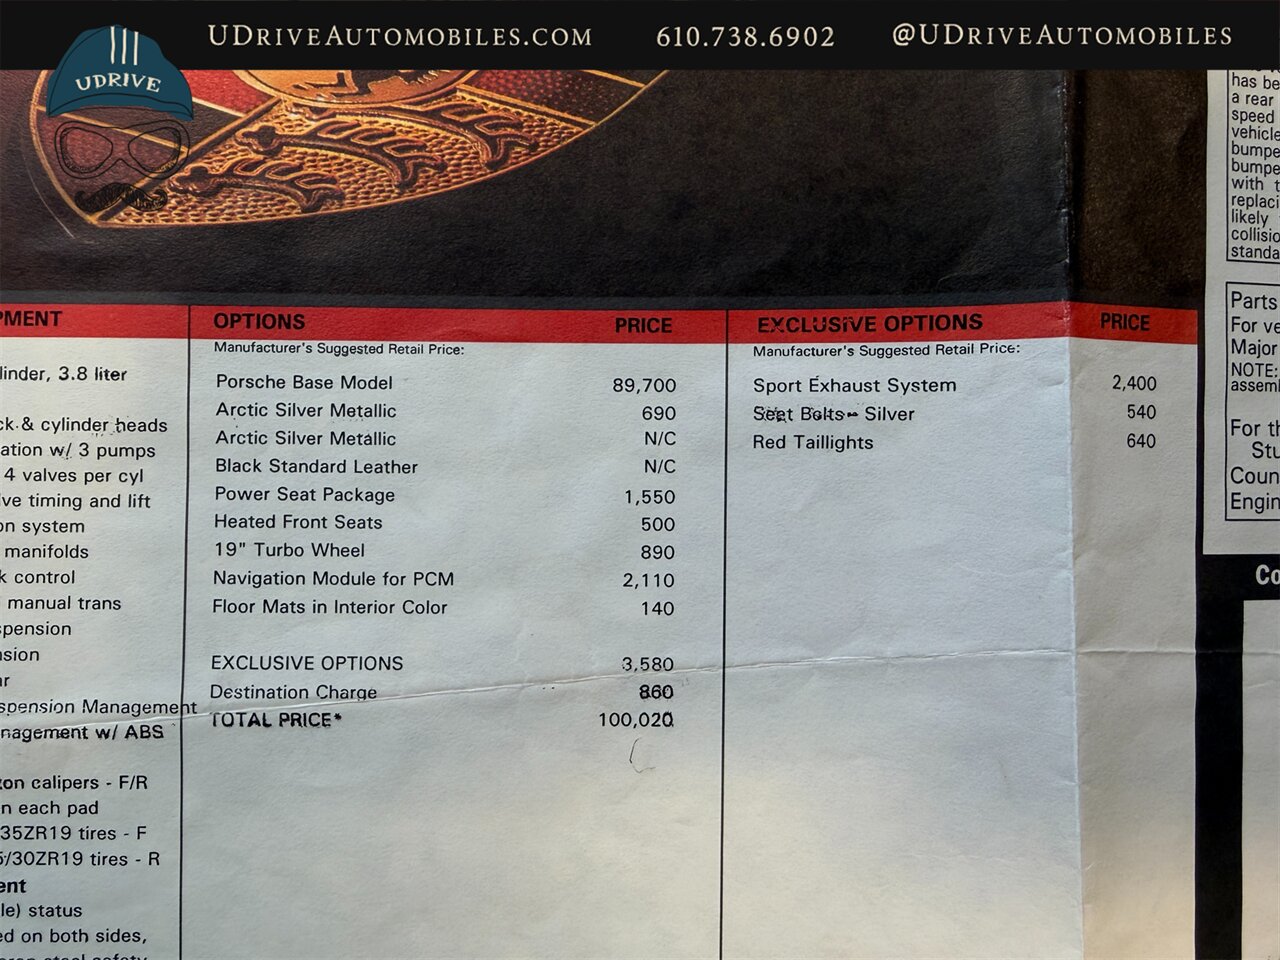 UDRIVEAUTOMOBILES.COM 610.738.6902 @UDRIVEAUTOMOBILES
UDRIVE
PMENT
linder, 3.8 liter
ck & cylinder heads
ation w/ 3 pumps
4 valves per cyl
lve timing and lift
on system
manifolds
k control
manual trans
spension
nsion
ar
spension Management
nagement w/ ABS
ton calipers - F/R
n each pad
35ZR19 tires - F
5/30ZR19 tires - R
ent
le) status
ed on both sides,
OPTIONS PRICE
Manufacturer's Suggested Retail Price:
Porsche Base Model 89,700
Arctic Silver Metallic 690
Arctic Silver Metallic N/C
Black Standard Leather N/C
Power Seat Package 1,550
Heated Front Seats 500
19" Turbo Wheel 890
Navigation Module for PCM 2,110
Floor Mats in Interior Color 140
EXCLUSIVE OPTIONS 3,580
Destination Charge 860
TOTAL PRICE* 100,020
EXCLUSIVE OPTIONS PRICE
Manufacturer's Suggested Retail Price:
Sport Exhaust System 2,400
Seat Belts - Silver 540
Red Taillights 640
has be
a rear
speed
vehicle
bumpe
bumpe
with t
replaci
likely
collisio
standa
Parts
For ve
Major
NOTE:
assemb
For th
Stu
Coun
Engin
Co